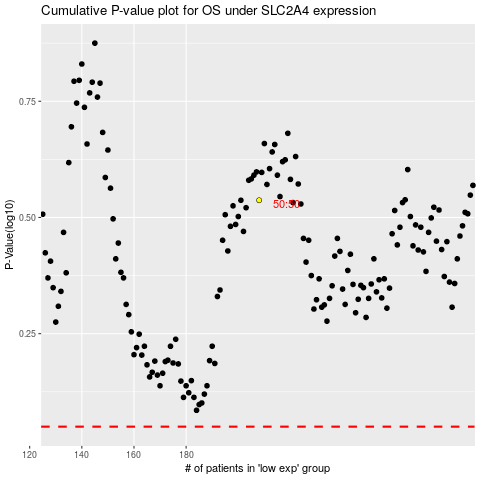 Cumulative P-value plot for OS under SLC2A4 expression
P-Value(log10)
0.75
0.50
0.25
50:50
120 140 160 180
# of patients in 'low exp' group